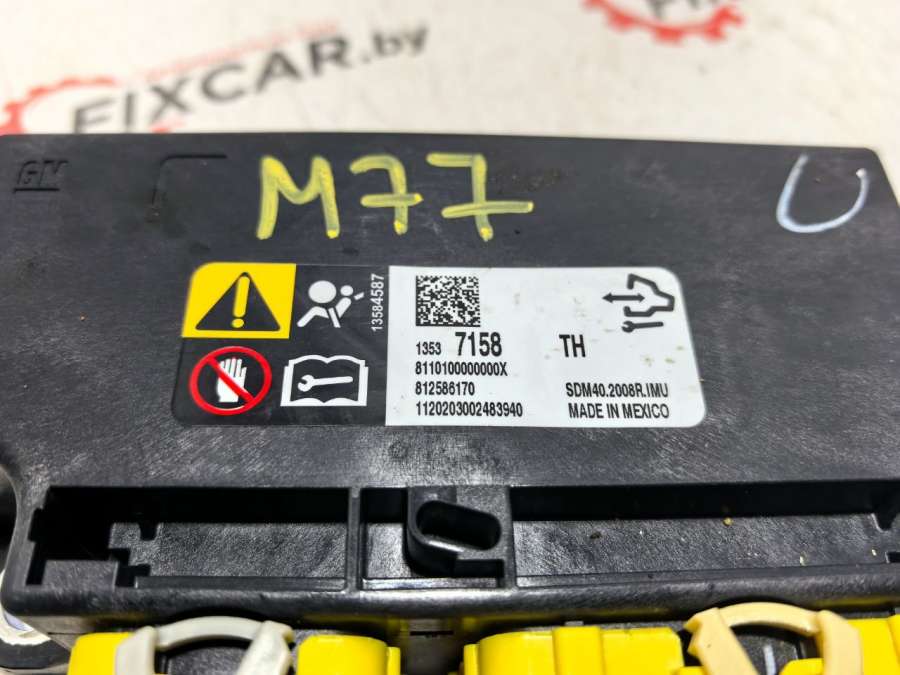 FIXCAR.by
GM
M77
U
13584587
1353 7158 TH
8110100000000X
812586170
SDM40.2008R.IMU
1120203002483940
MADE IN MEXICO